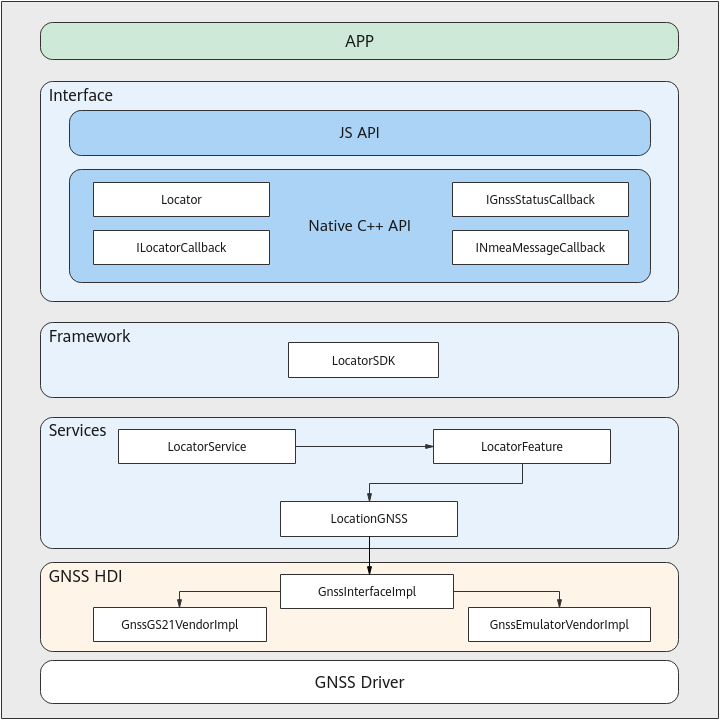 APP
Interface
JS API
Locator
IGnssStatusCallback
Native C++ API
ILocatorCallback
INmeaMessageCallback
Framework
LocatorSDK
Services
LocatorService
LocatorFeature
LocationGNSS
GNSS HDI
GnssInterfaceImpl
GnssGS21VendorImpl
GnssEmulatorVendorImpl
GNSS Driver